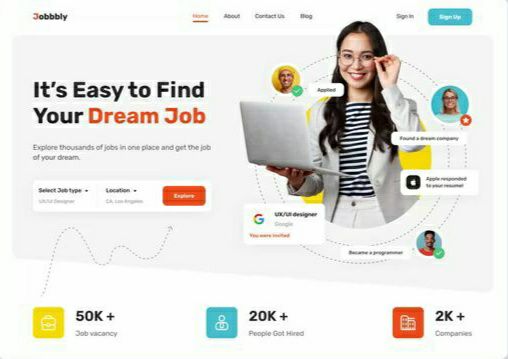 Jobbbly
Home
About
Contact Us
Blog
Sign In
Sign Up
It's Easy to Find
Your Dream Job
Explore thousands of jobs in one place and get the job
of your dream.
Select Job type
UX/UI Designer
Location
CA, Los Angeles
Explore
Applied
Found a dream company
Apple responded
to your resume!
UX/UI designer
Google
You were invited
Became a programmer
50K +
Job vacancy
20K +
People Got Hired
2K +
Companies